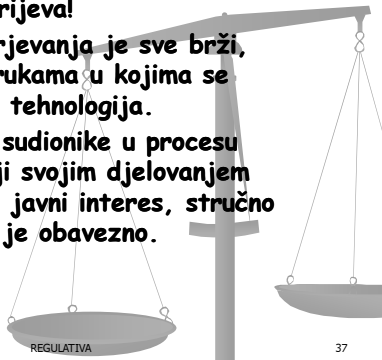 rijeva!
rjevanja je sve brži,
rukama u kojima se
tehnologija.
sudionike u procesu
ji svojim djelovanjem
javni interes, stručno
je obavezno.
REGULATIVA 37